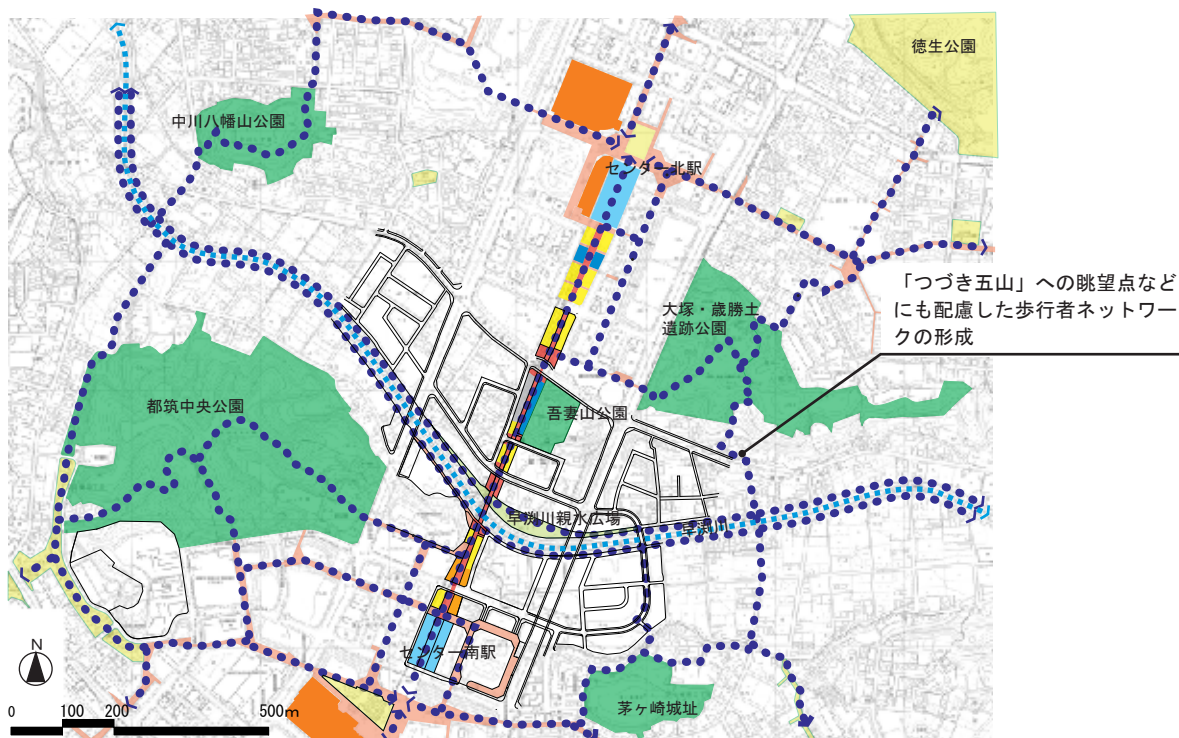 徳生公園
中川八幡山公園
センター北駅
「つづき五山」への眺望点など
にも配慮した歩行者ネットワー
クの形成
大塚・歳勝土
遺跡公園
都筑中央公園
吾妻山公園
早渕川親水広場
早渕川
センター南駅
茅ヶ崎城址
N
0 100 200 500m